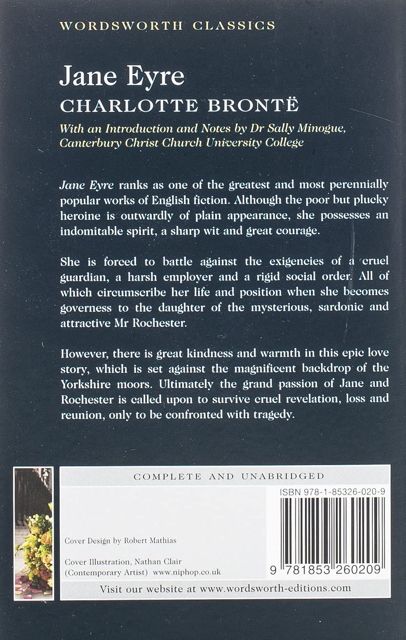 WORDSWORTH CLASSICS
Jane Eyre
CHARLOTTE BRONTË
With an Introduction and Notes by Dr Sally Minogue,
Canterbury Christ Church University College
Jane Eyre ranks as one of the greatest and most perennially
popular works of English fiction. Although the poor but plucky
heroine is outwardly of plain appearance, she possesses an
indomitable spirit, a sharp wit and great courage.
She is forced to battle against the exigencies of a cruel
guardian, a harsh employer and a rigid social order. All of
which circumscribe her life and position when she becomes
governess to the daughter of the mysterious, sardonic and
attractive Mr Rochester.
However, there is great kindness and warmth in this epic love
story, which is set against the magnificent backdrop of the
Yorkshire moors. Ultimately the grand passion of Jane and
Rochester is called upon to survive cruel revelation, loss and
reunion, only to be confronted with tragedy.
COMPLETE AND UNABRIDGED
ISBN 978-1-85326-020-9
Cover Design by Robert Mathias
Cover Illustration, Nathan Clair
(Contemporary Artist) www.niphop.co.uk
9 781853 260209
Visit our website at www.wordsworth-editions.com